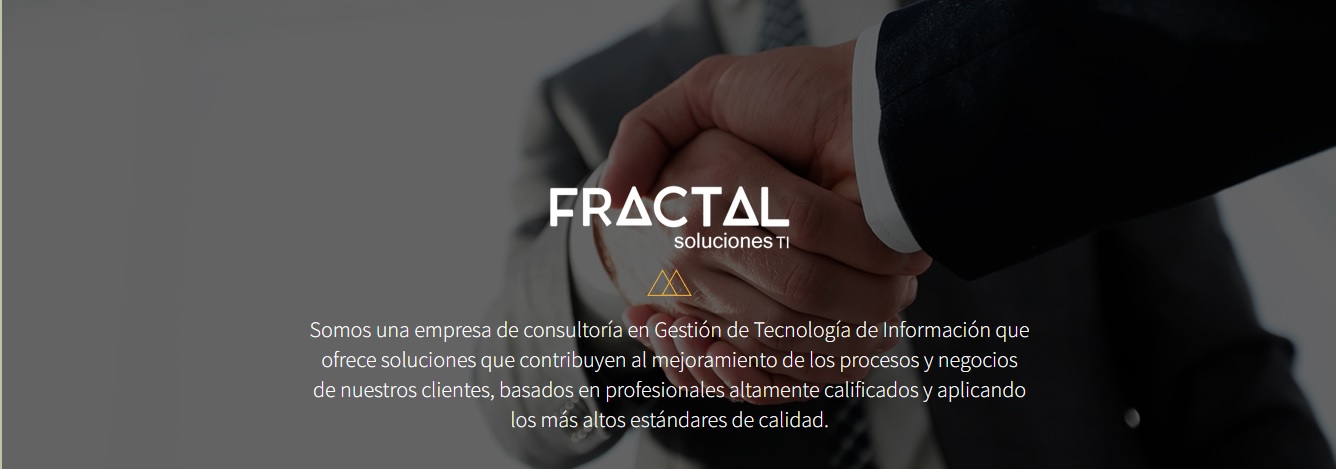 FRACTAL
soluciones TI
Somos una empresa de consultoría en Gestión de Tecnología de Información que
ofrece soluciones que contribuyen al mejoramiento de los procesos y negocios
de nuestros clientes, basados en profesionales altamente calificados y aplicando
los más altos estándares de calidad.